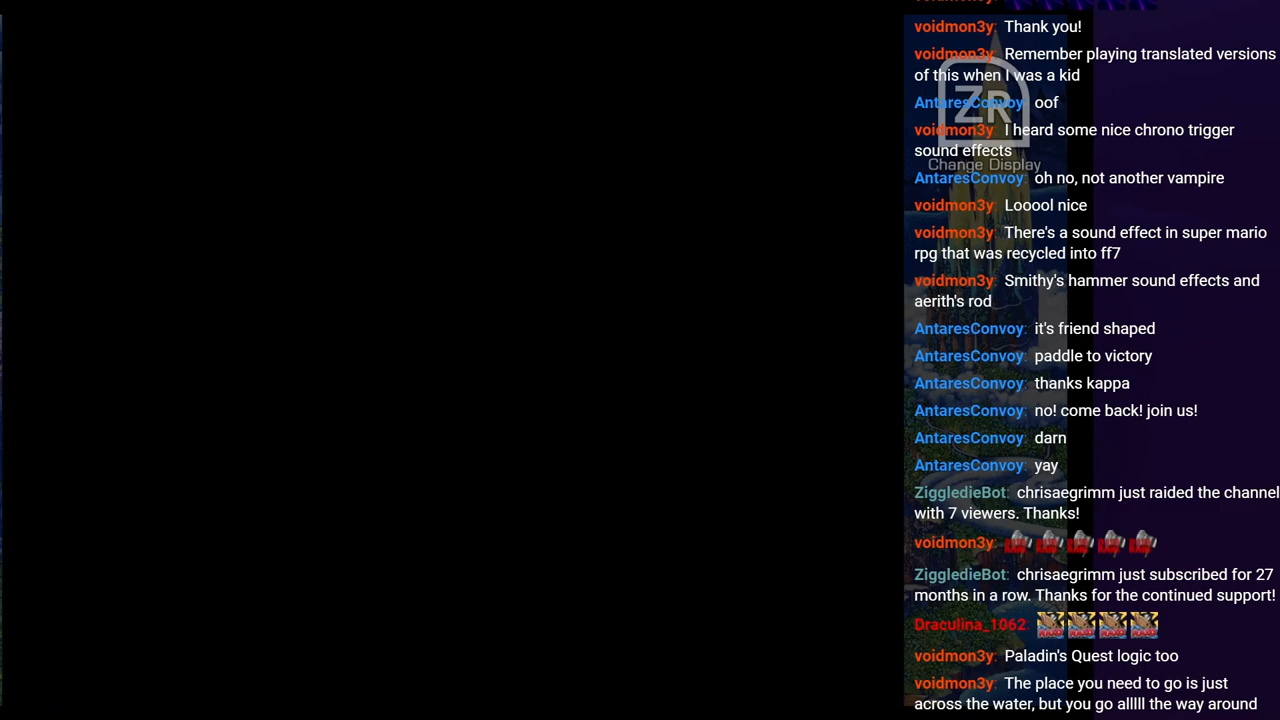 voidmon3y:
voidmon3y: Thank you!
voidmon3y: Remember playing translated versions
of this when I was a kid
AntaresConvoy: oof
ZR
voidmon3y: I heard some nice chrono trigger
sound effects
Change Display
AntaresConvoy: oh no, not another vampire
voidmon3y: Looool nice
voidmon3y: There's a sound effect in super mario
rpg that was recycled into ff7
voidmon3y: Smithy's hammer sound effects and
aerith's rod
AntaresConvoy: it's friend shaped
AntaresConvoy: paddle to victory
AntaresConvoy: thanks kappa
AntaresConvoy: no! come back! join us!
AntaresConvoy: darn
AntaresConvoy: yay
ZiggledieBot: chrisaegrimm just raided the channel
with 7 viewers. Thanks!
voidmon3y:
ZiggledieBot: chrisaegrimm just subscribed for 27
months in a row. Thanks for the continued support!
Draculina_1062:
voidmon3y: Paladin's Quest logic too
voidmon3y: The place you need to go is just
across the water, but you go alllll the way around